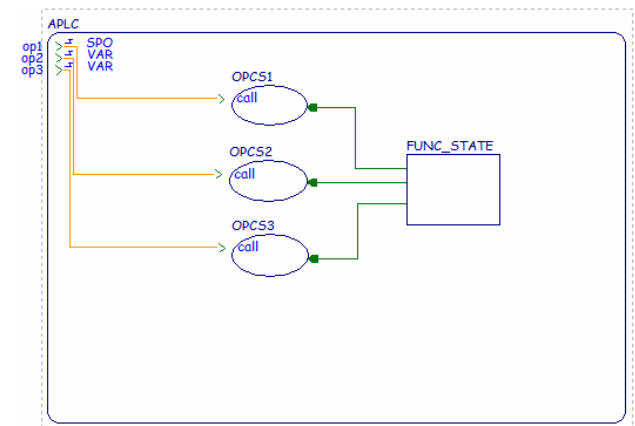 APLC
op1 SPO
op2 VAR
op3 VAR
OPCS1
call
OPCS2
call
FUNC_STATE
OPCS3
call